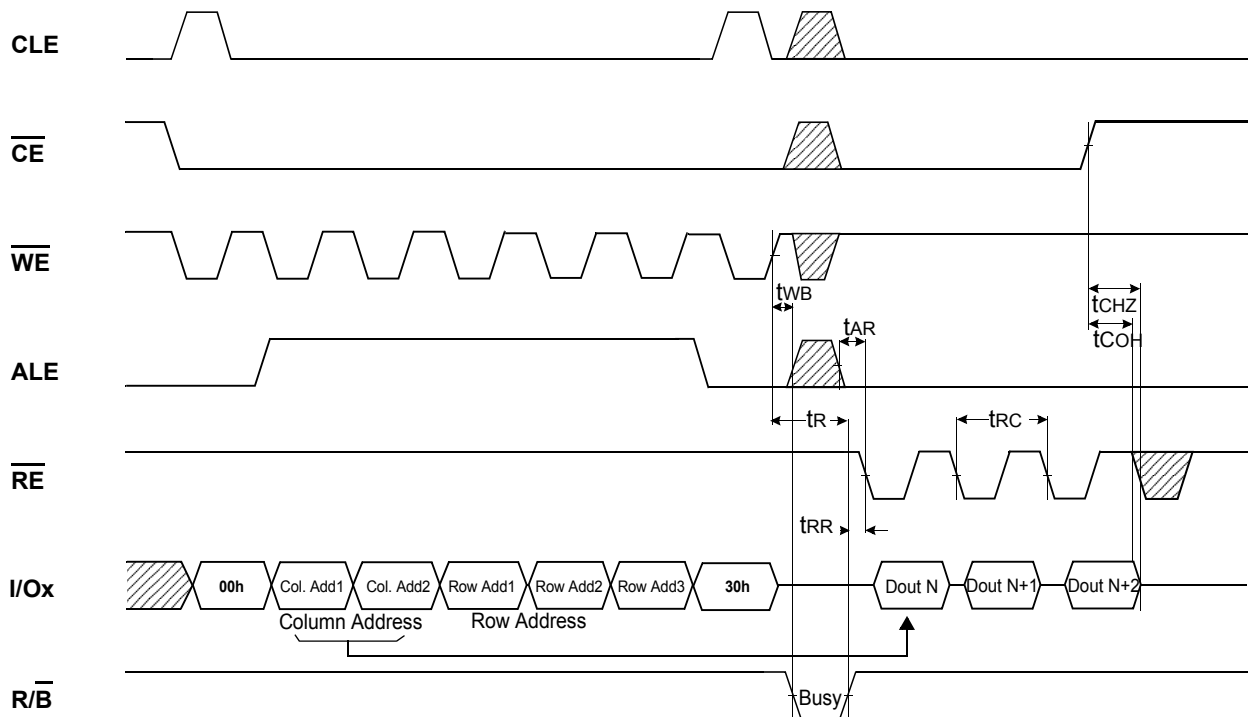 CLE
CE
WE
tWB
tCHZ
tCOH
tAR
ALE
tR
tRC
RE
tRR
I/Ox
00h
Col. Add1
Col. Add2
Row Add1
Row Add2
Row Add3
30h
Dout N
Dout N+1
Dout N+2
Column Address
Row Address
R/B
Busy